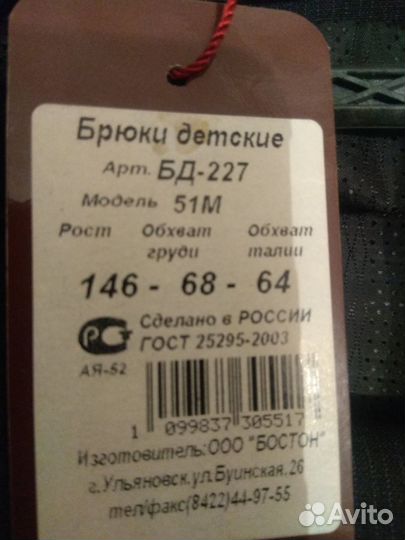 Брюки детские
Арт. БД-227
Модель 51М
Рост Обхват груди Обхват талии
146 - 68 - 64
РСТ Сделано в РОССИИ
ГОСТ 25295-2003
АЯ-52
1 099837 305517
Изготовитель:ООО "БОСТОН"
г.Ульяновск,ул.Буинская,26
тел/факс(8422)44-97-55
Avito